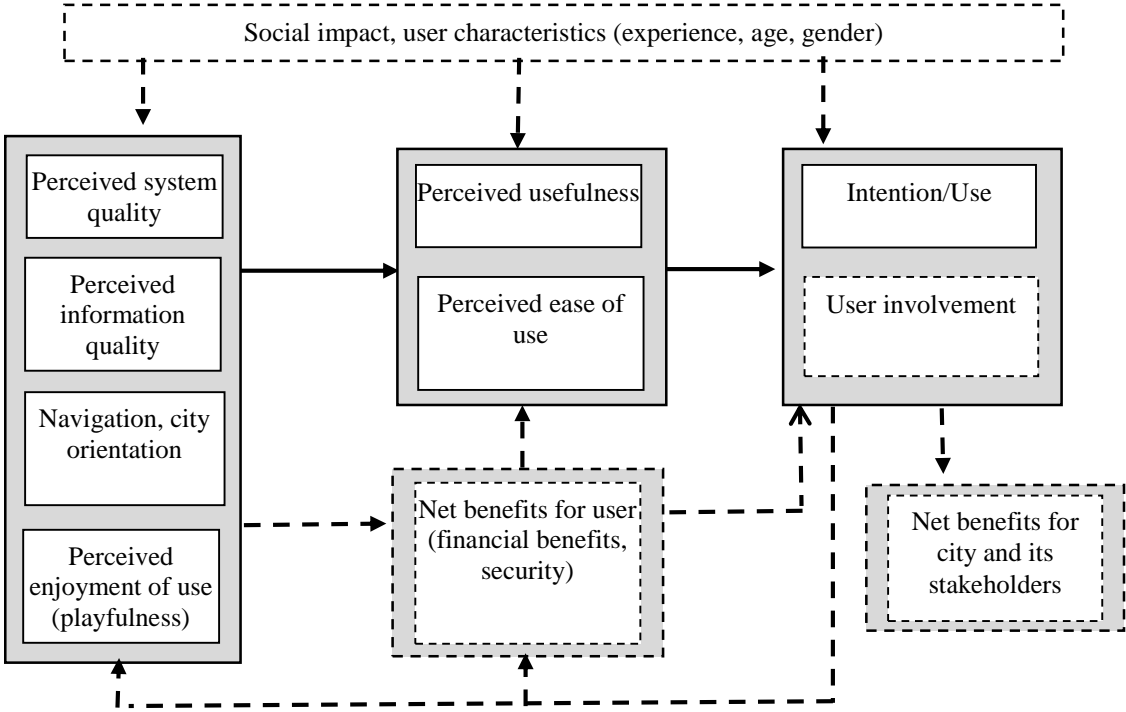 Social impact, user characteristics (experience, age, gender)
Perceived system
quality
Perceived
information
quality
Navigation, city
orientation
Perceived
enjoyment of use
(playfulness)
Perceived usefulness
Perceived ease of
use
Net benefits for user
(financial benefits,
security)
Intention/Use
User involvement
Net benefits for
city and its
stakeholders